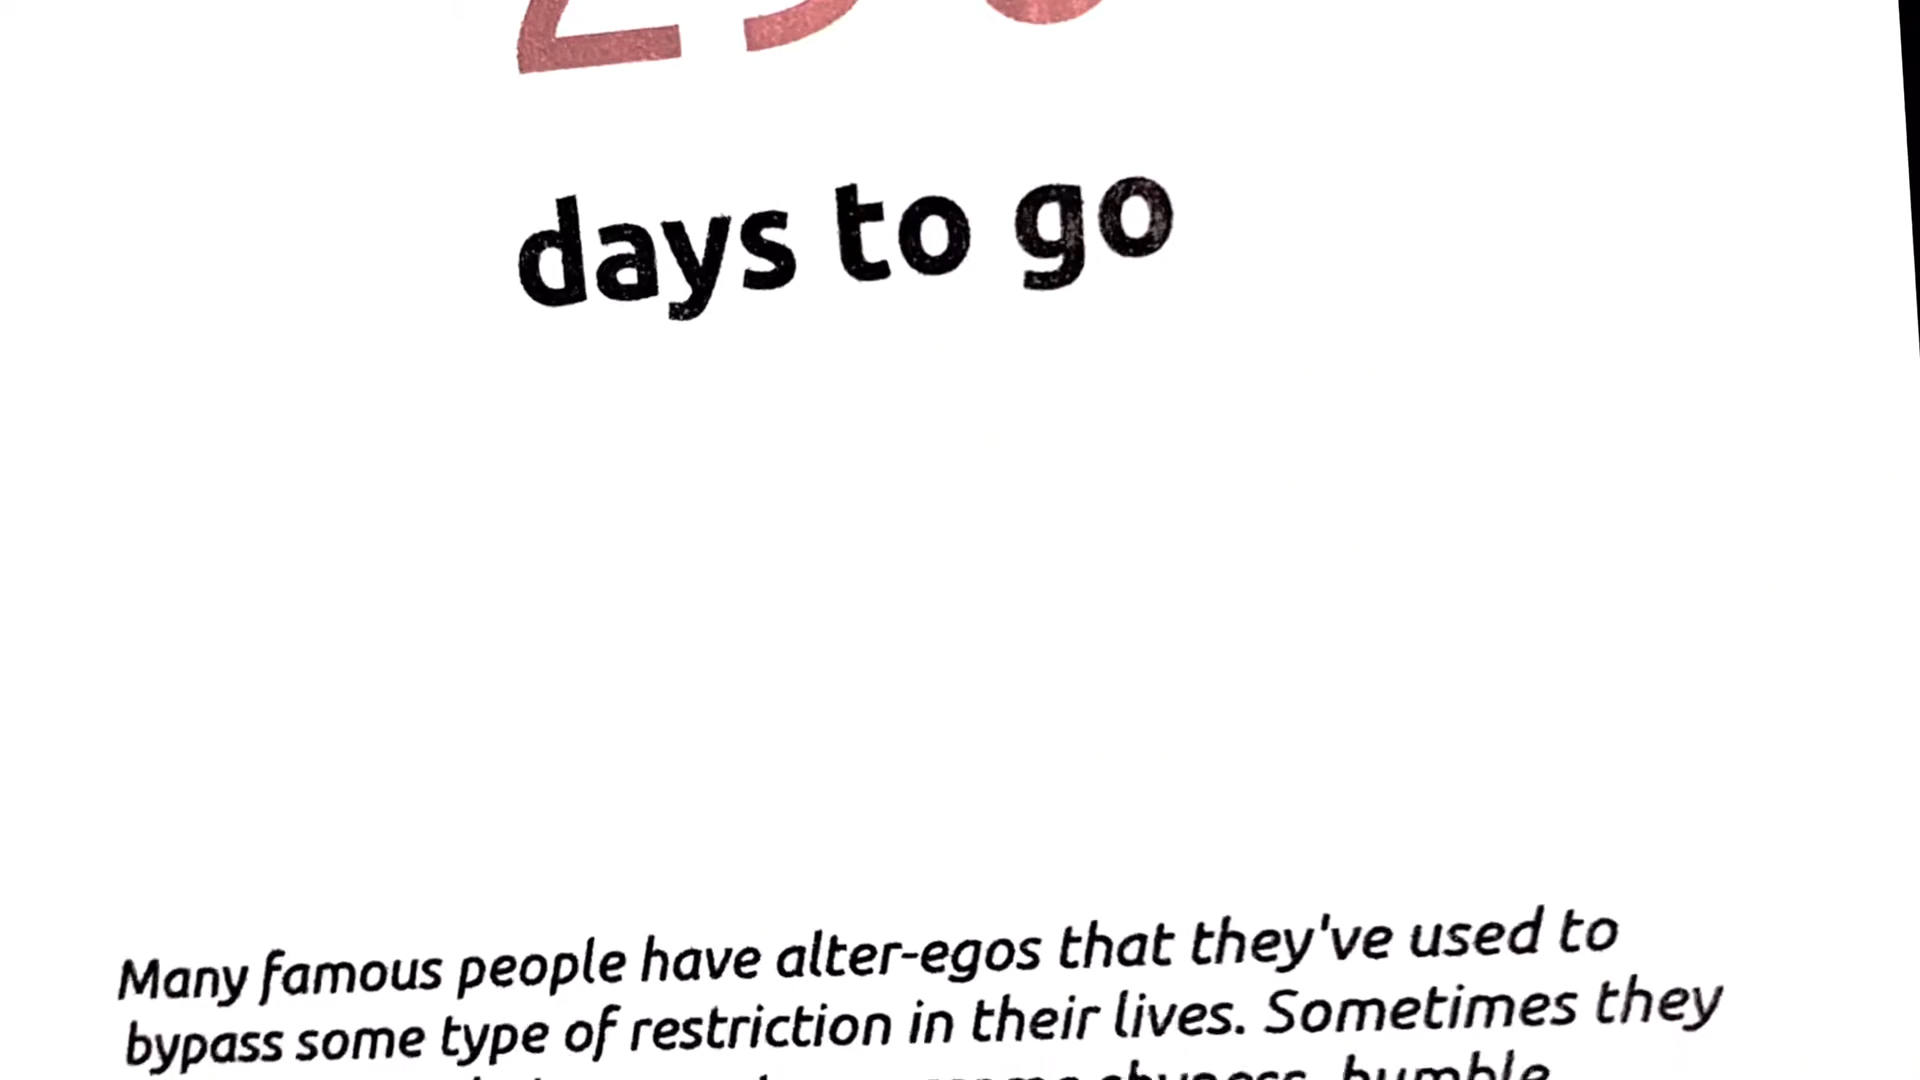 days to go
Many famous people have alter-egos that they've used to
bypass some type of restriction in their lives. Sometimes they
humble